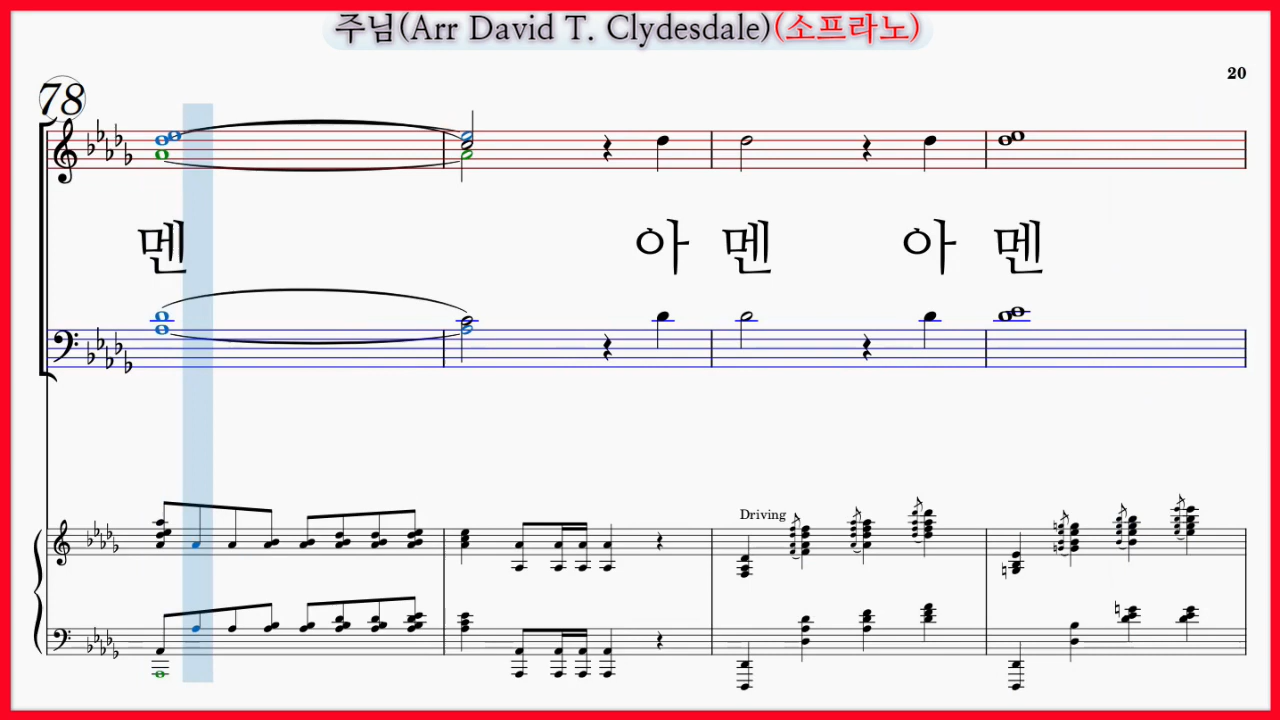 주님(Arr David T. Clydesdale)(소프라노)
20
78
멘 아 멘 아 멘
Driving